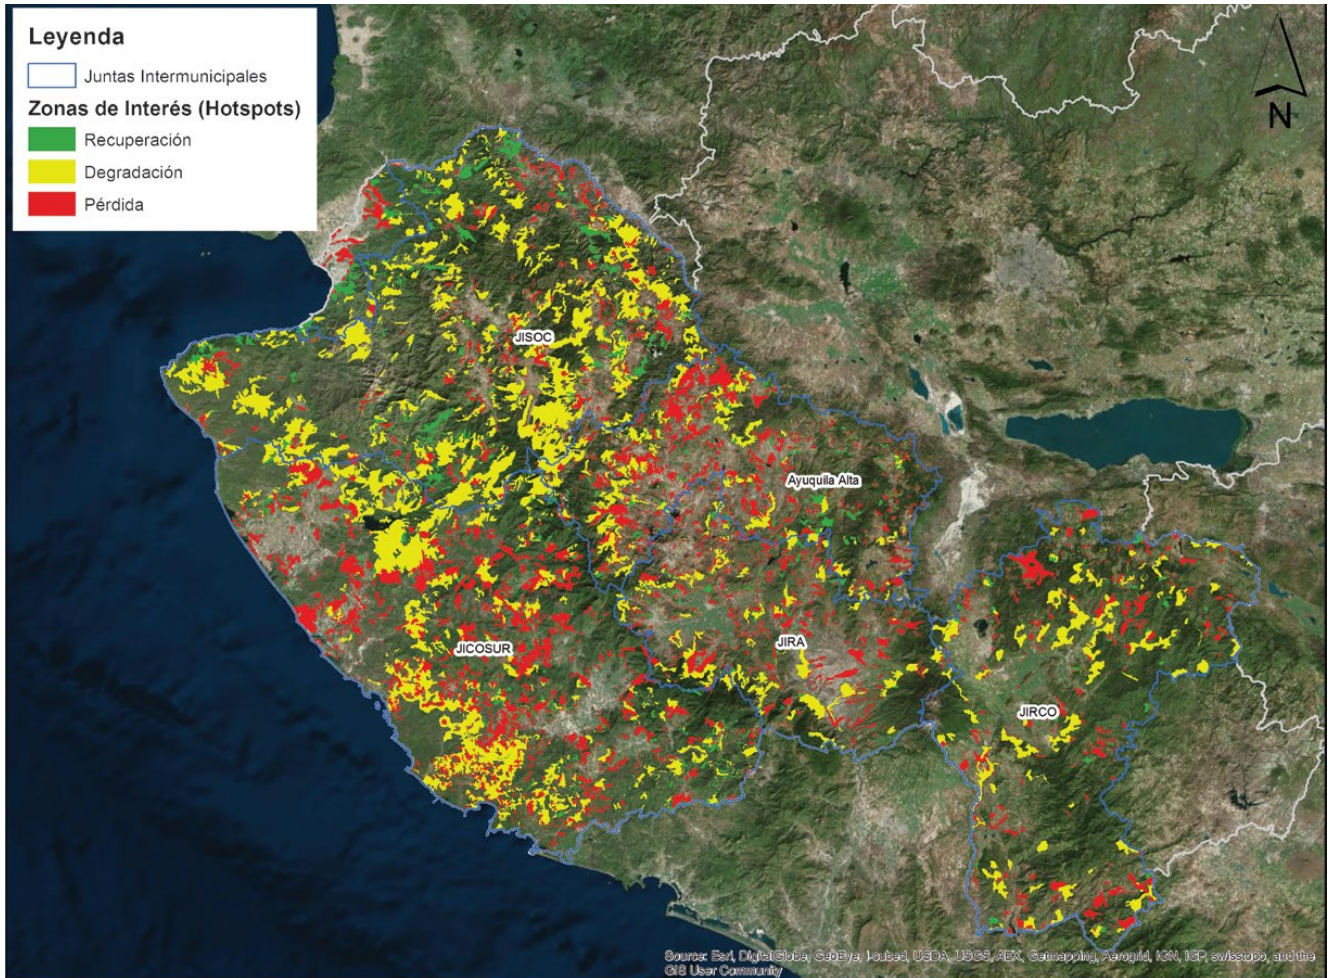 Leyenda
Juntas Intermunicipales
Zonas de Interés (Hotspots)
Recuperación
Degradación
Pérdida
N
JISOC
Ayuquila Alta
JICOSUR
JIRA
JIRCO
Source: Esri, DigitalGlobe, GeoEye, i-cubed, USDA, USGS, AEX, Getmapping, Aerogrid, IGN, IGP, swisstopo, and the
GIS User Community